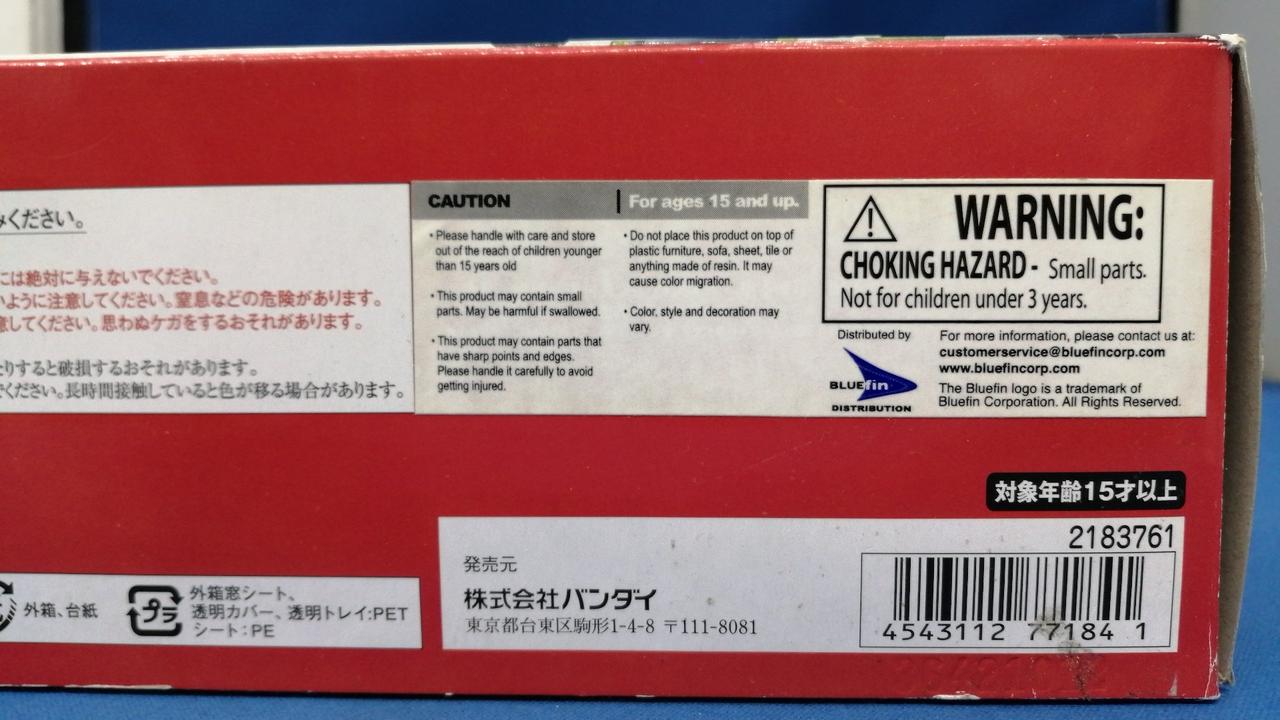 みください。
には絶対に与えないでください。
いように注意してください。窒息などの危険があります。
意してください。思わぬケガをするおそれがあります。
たりすると破損するおそれがあります。
でください。長時間接触していると色が移る場合があります。
CAUTION
For ages 15 and up.
・Please handle with care and store
out of the reach of children younger
than 15 years old
・This product may contain small
parts. May be harmful if swallowed.
・This product may contain parts that
have sharp points and edges.
Please handle it carefully to avoid
getting injured.
・Do not place this product on top of
plastic furniture, sofa, sheet, tile or
anything made of resin. It may
cause color migration.
・Color, style and decoration may
vary.
WARNING:
CHOKING HAZARD - Small parts.
Not for children under 3 years.
Distributed by
BLUEfin
DISTRIBUTION
For more information, please contact us at:
customerservice@bluefincorp.com
www.bluefincorp.com
The Bluefin logo is a trademark of
Bluefin Corporation. All Rights Reserved.
対象年齢15才以上
外箱、台紙
プラ
外箱窓シート、
透明カバー、透明トレイ:PET
シート:PE
発売元
株式会社バンダイ
東京都台東区駒形1-4-8 〒111-8081
2183761
4543112 77184 1